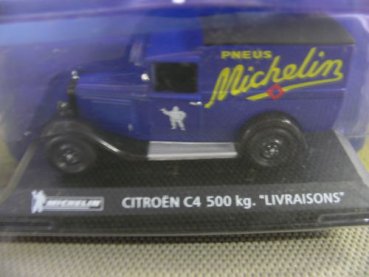 PNEUS
Michelin
MICHELIN
CITROËN C4 500 kg. "LIVRAISONS"